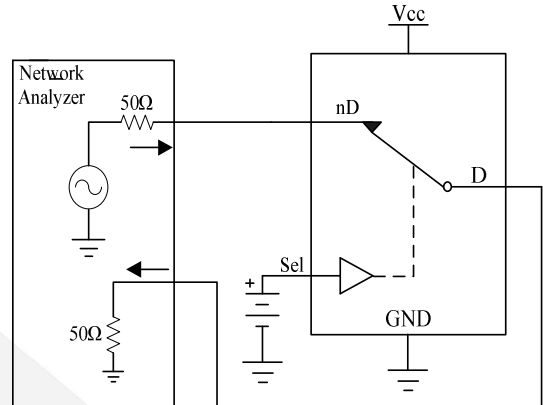 Vcc
Network
Analyzer
50Ω
nD
D
Sel
+
GND
50Ω